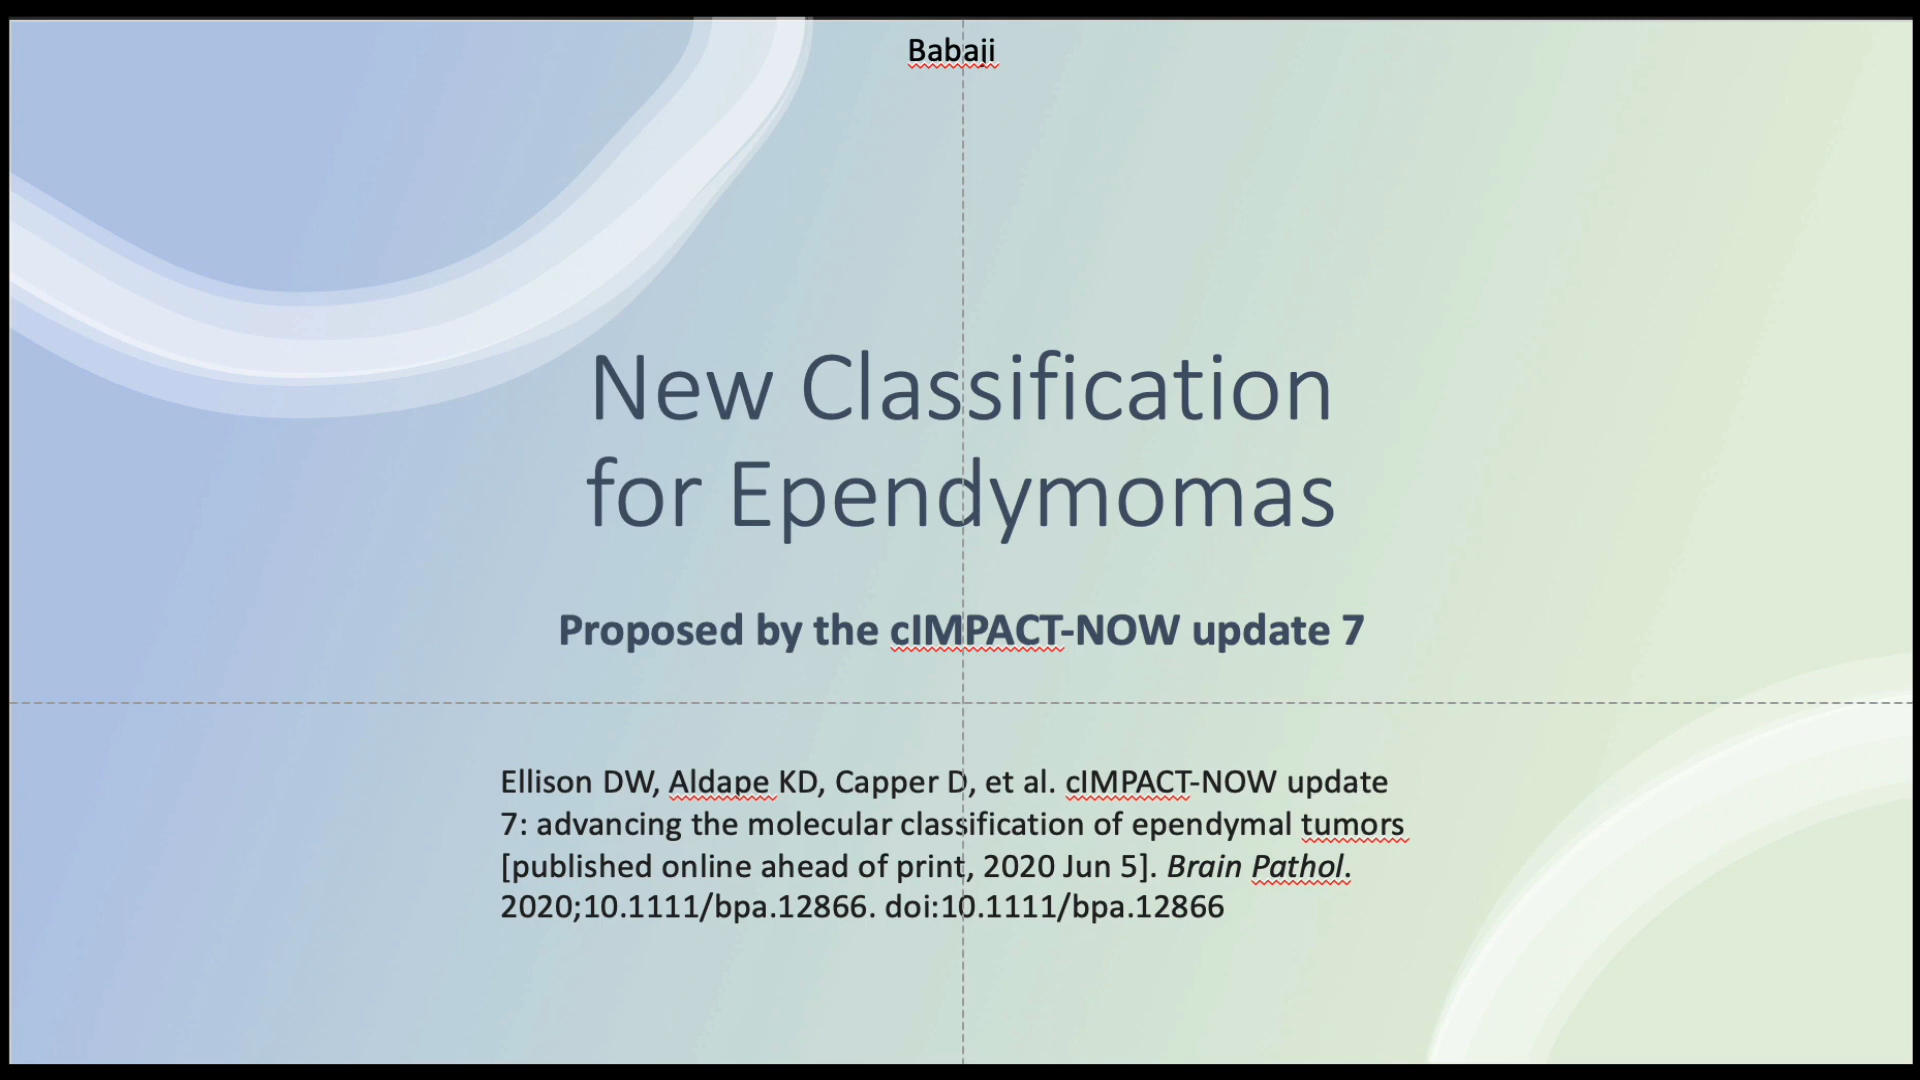 Babaji
New Classification
for Ependymomas
Proposed by the cIMPACT-NOW update 7
Ellison DW, Aldape KD, Capper D, et al. cIMPACT-NOW update
7: advancing the molecular classification of ependymal tumors
[published online ahead of print, 2020 Jun 5]. Brain Pathol.
2020;10.1111/bpa.12866. doi:10.1111/bpa.12866